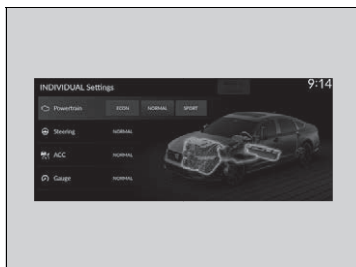 INDIVIDUAL Settings
9:14
Powertrain ECON NORMAL SPORT
Steering NORMAL
ACC NORMAL
Gauge NORMAL